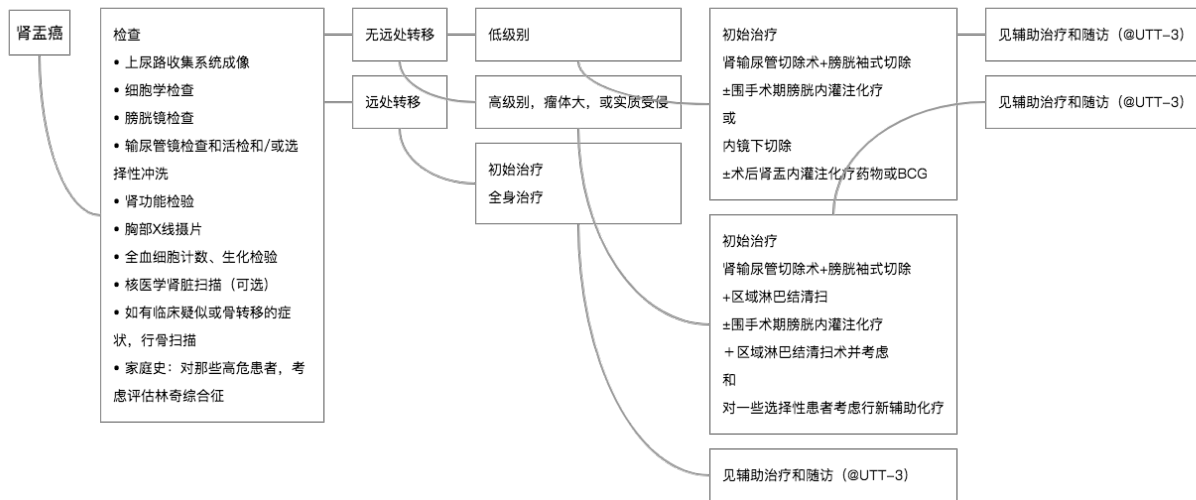 肾盂癌
检查
• 上尿路收集系统成像
• 细胞学检查
• 膀胱镜检查
• 输尿管镜检查和活检和/或选
择性冲洗
• 肾功能检验
• 胸部X线摄片
• 全血细胞计数、生化检验
• 核医学肾脏扫描（可选）
• 如有临床疑似或骨转移的症
状，行骨扫描
• 家庭史：对那些高危患者，考
虑评估林奇综合征
无远处转移
远处转移
低级别
高级别，瘤体大，或实质受侵
初始治疗
全身治疗
初始治疗
肾输尿管切除术+膀胱袖式切除
±围手术期膀胱内灌注化疗
或
内镜下切除
±术后肾盂内灌注化疗药物或BCG
初始治疗
肾输尿管切除术+膀胱袖式切除
+区域淋巴结清扫
±围手术期膀胱内灌注化疗
＋区域淋巴结清扫术并考虑
和
对一些选择性患者考虑行新辅助化疗
见辅助治疗和随访（@UTT-3）
见辅助治疗和随访（@UTT-3）
见辅助治疗和随访（@UTT-3）